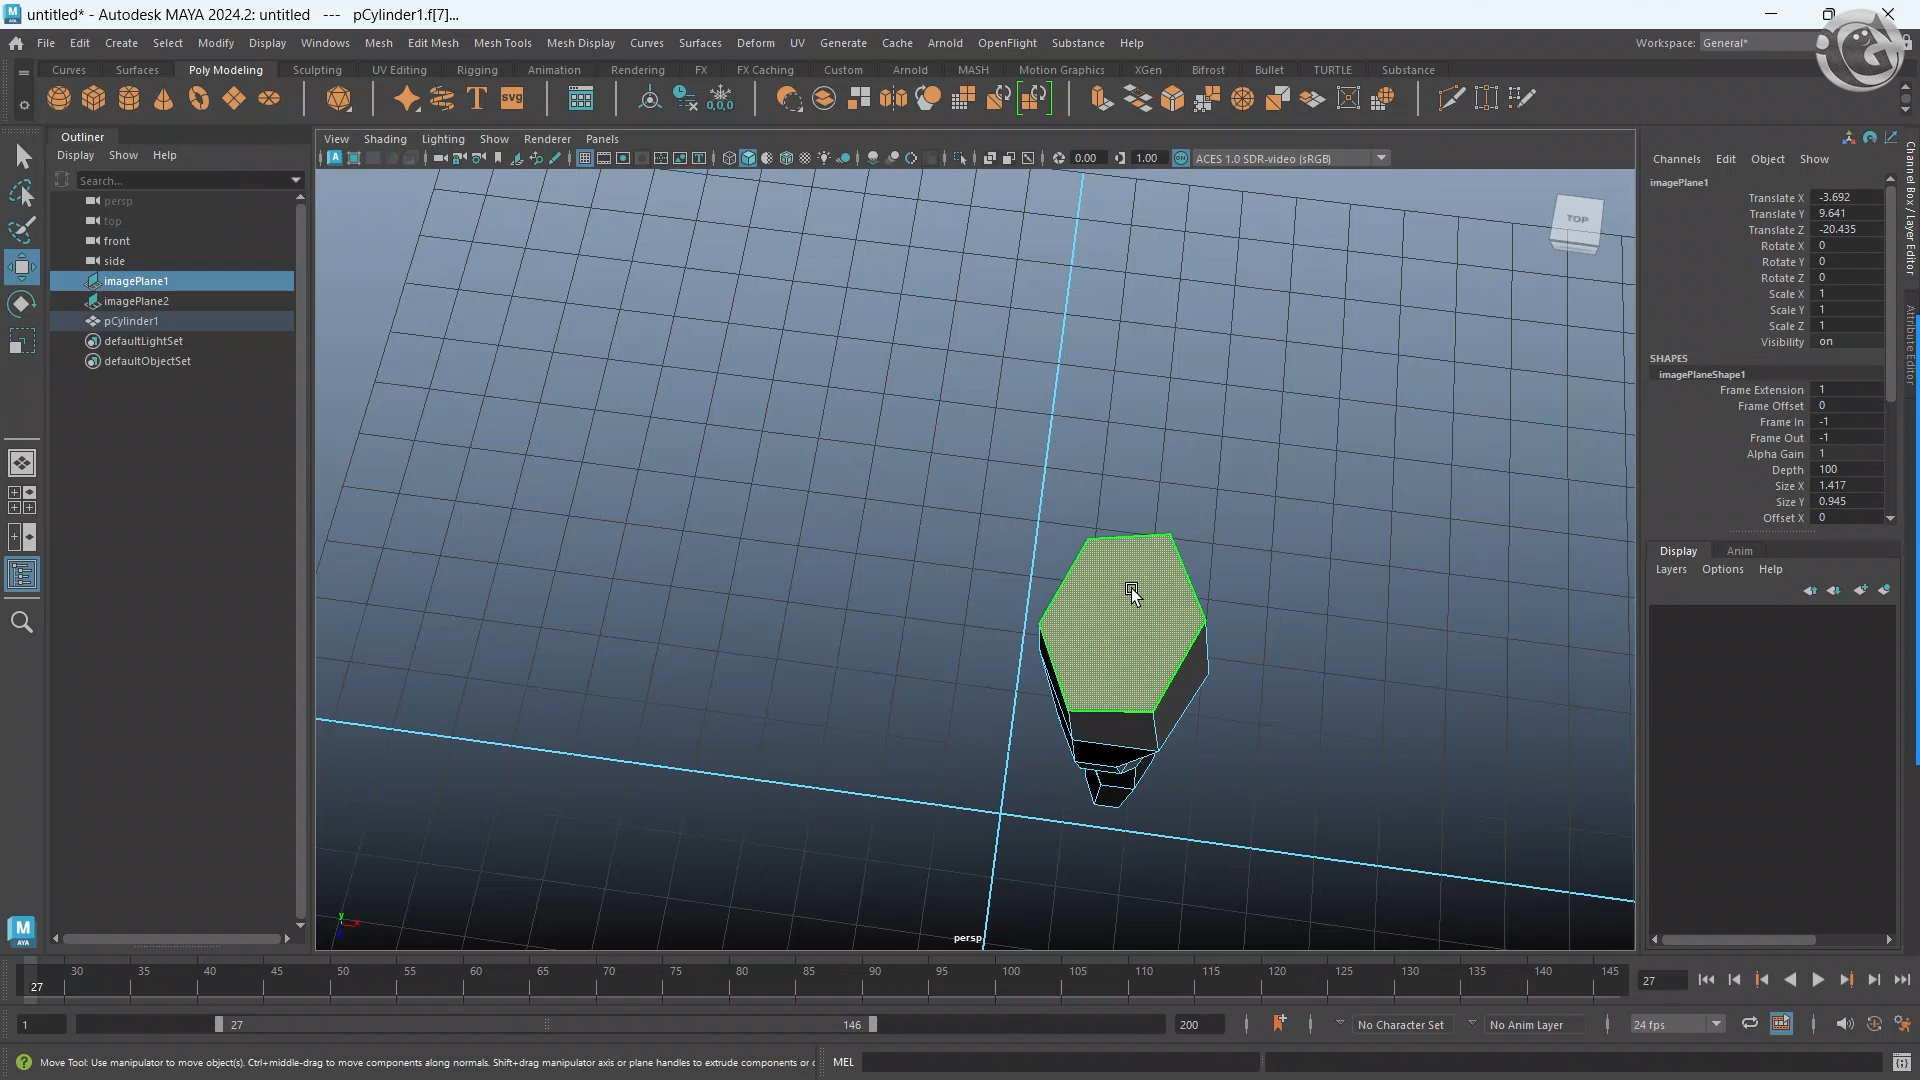 untitled* - Autodesk MAYA 2024.2: untitled --- pCylinder1.f[7]...
File Edit Create Select Modify Display Windows Mesh Edit Mesh Mesh Tools Mesh Display Curves Surfaces Deform UV Generate Cache Arnold OpenFlight Substance Help
Workspace: General*
Curves Surfaces Poly Modeling Sculpting UV Editing Rigging Animation Rendering FX FX Caching Custom Arnold MASH Motion Graphics XGen Bifrost Bullet TURTLE Substance
Outliner
Display Show Help
Search...
persp
top
front
side
imagePlane1
imagePlane2
pCylinder1
defaultLightSet
defaultObjectSet
View Shading Lighting Show Renderer Panels
0.00 1.00 ACES 1.0 SDR-video (sRGB)
TOP
persp
Channels Edit Object Show
imagePlane1
Translate X -3.692
Translate Y 9.641
Translate Z -20.435
Rotate X 0
Rotate Y 0
Rotate Z 0
Scale X 1
Scale Y 1
Scale Z 1
Visibility on
SHAPES
imagePlaneShape1
Frame Extension 1
Frame Offset 0
Frame In -1
Frame Out -1
Alpha Gain 1
Depth 100
Size X 1.417
Size Y 0.945
Offset X 0
Display Anim
Layers Options Help
Channel Box / Layer Editor
Attribute Editor
M
AYA
30 35 40 45 50 55 60 65 70 75 80 85 90 95 100 105 110 115 120 125 130 135 140 145
27
27
1 27 146 200 No Character Set No Anim Layer 24 fps
Move Tool: Use manipulator to move object(s). Ctrl+middle-drag to move components along normals. Shift+drag manipulator axis or plane handles to extrude components or
MEL